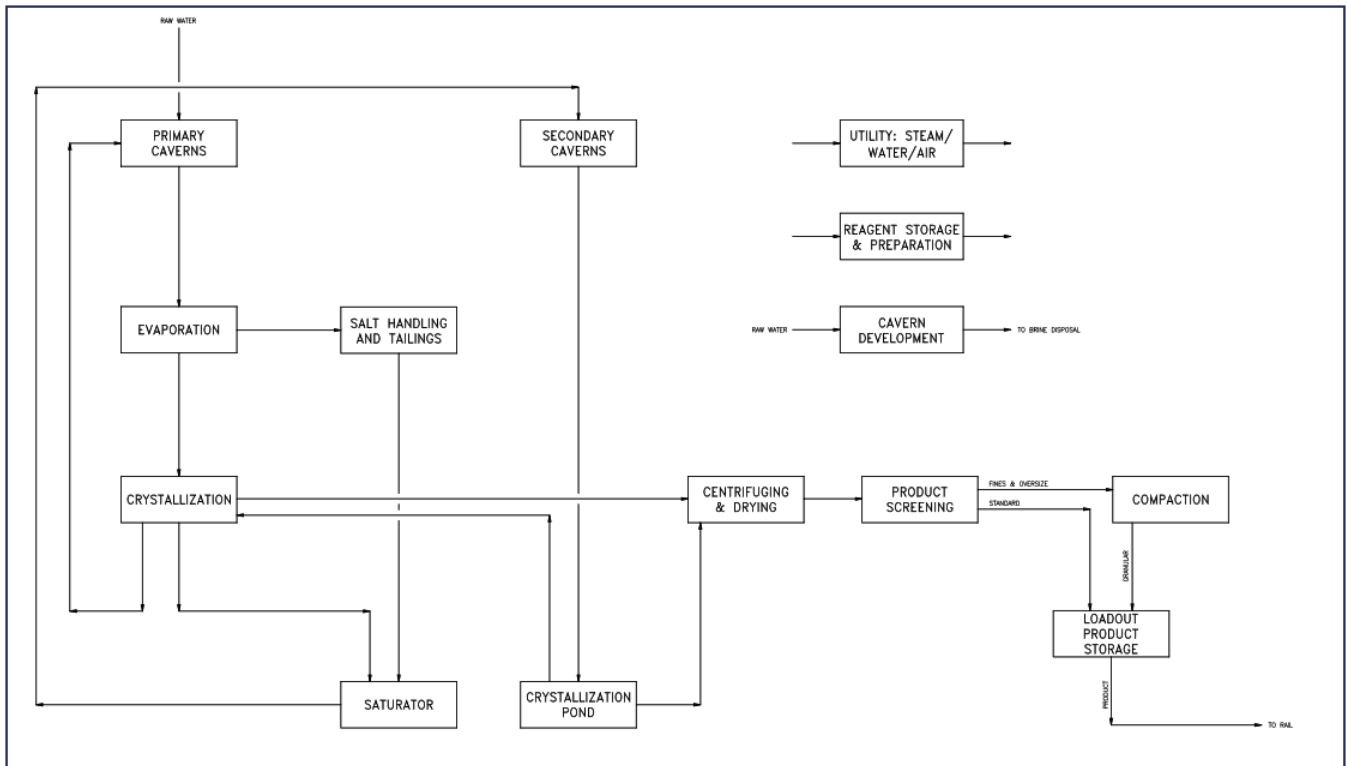 RAW WATER
PRIMARY
CAVERNS
SECONDARY
CAVERNS
UTILITY: STEAM/
WATER/AIR
REAGENT STORAGE
& PREPARATION
EVAPORATION
SALT HANDLING
AND TAILINGS
RAW WATER
CAVERN
DEVELOPMENT
TO BRINE DISPOSAL
CRYSTALLIZATION
CENTRIFUGING
& DRYING
PRODUCT
SCREENING
FINES & OVERSIZE
STANDARD
COMPACTION
GRANULAR
LOADOUT
PRODUCT
STORAGE
SATURATOR
CRYSTALLIZATION
POND
PRODUCT
TO RAIL